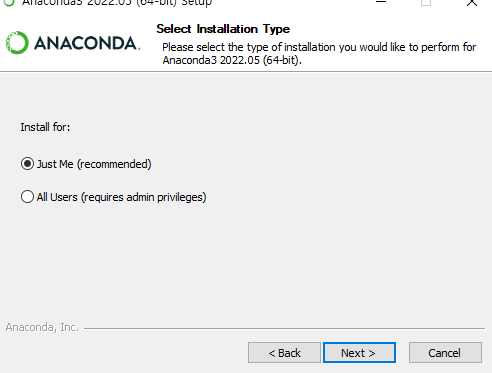 Anaconda3 2022.05 (64-bit) Setup
ANACONDA.
Select Installation Type
Please select the type of installation you would like to perform for
Anaconda3 2022.05 (64-bit).
Install for:
Just Me (recommended)
All Users (requires admin privileges)
Anaconda, Inc.
< Back
Next >
Cancel